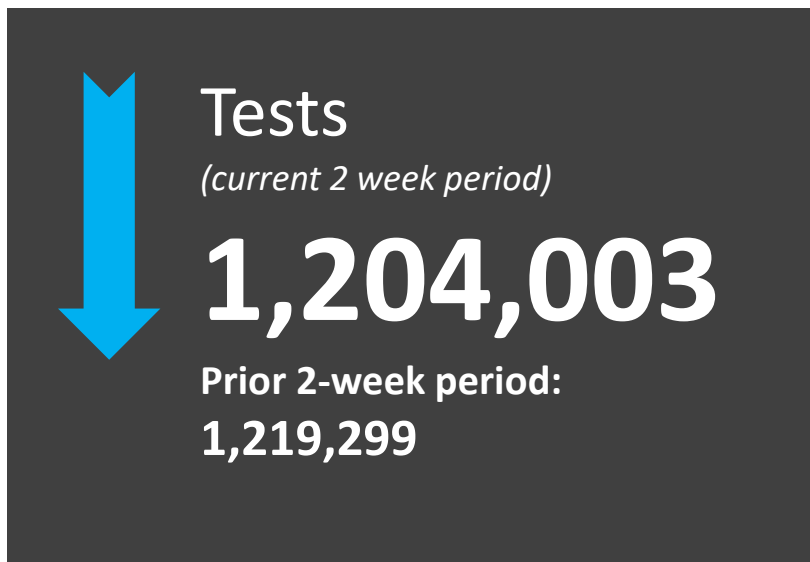 Tests
(current 2 week period)
1,204,003
Prior 2-week period:
1,219,299